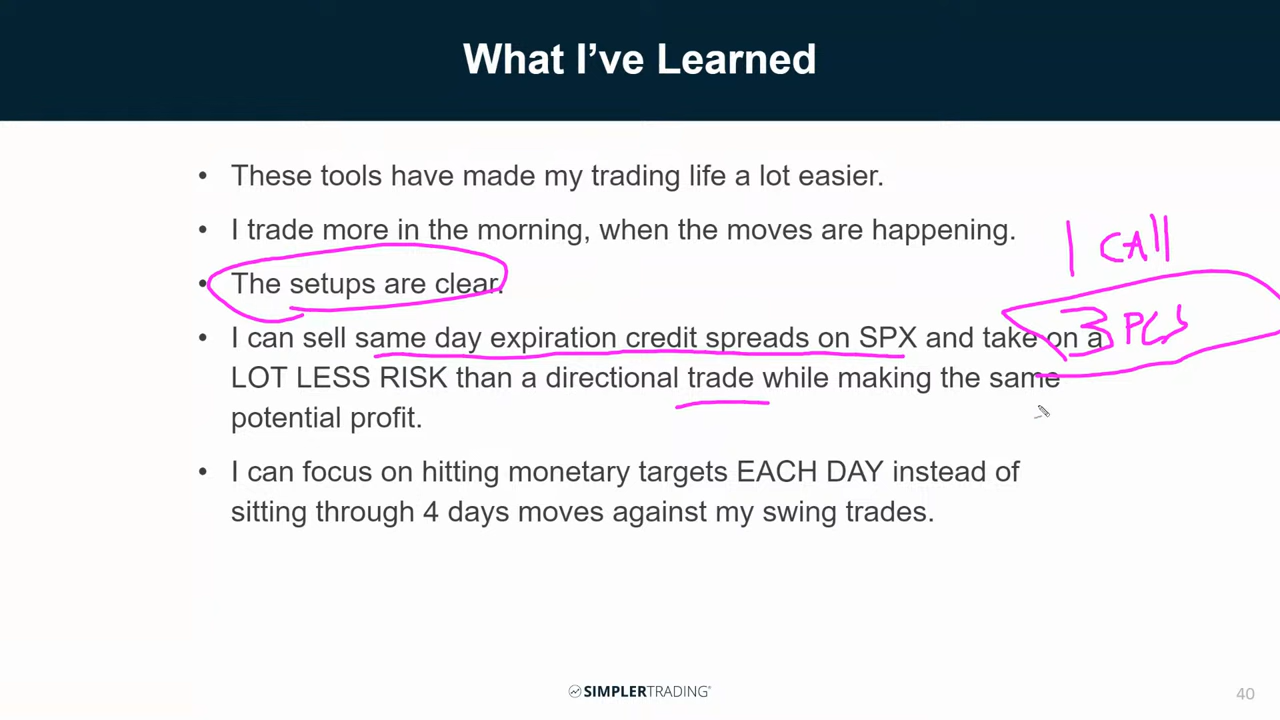 What I've Learned
• These tools have made my trading life a lot easier.
• I trade more in the morning, when the moves are happening.
1 CALL
• The setups are clear.
3 PCS
• I can sell same day expiration credit spreads on SPX and take on a
LOT LESS RISK than a directional trade while making the same
potential profit.
• I can focus on hitting monetary targets EACH DAY instead of
sitting through 4 days moves against my swing trades.
SIMPLERTRADING®
40